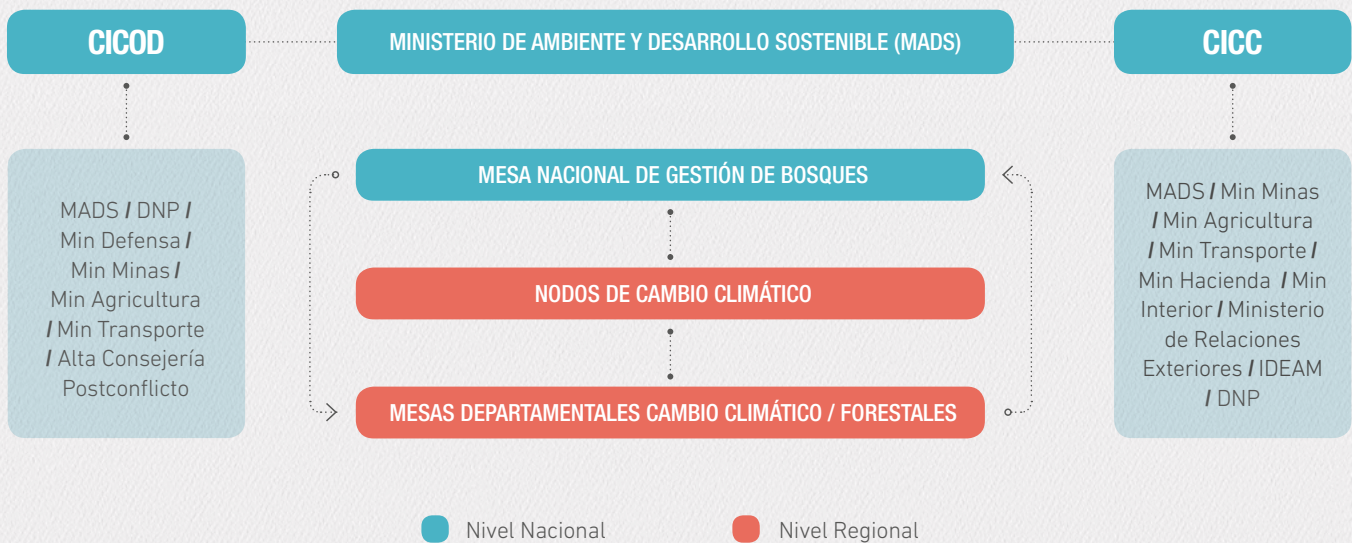 CICOD
MINISTERIO DE AMBIENTE Y DESARROLLO SOSTENIBLE (MADS)
CICC
MADS / DNP /
Min Defensa /
Min Minas /
Min Agricultura
/ Min Transporte
/ Alta Consejería
Postconflicto
MESA NACIONAL DE GESTIÓN DE BOSQUES
NODOS DE CAMBIO CLIMÁTICO
MESAS DEPARTAMENTALES CAMBIO CLIMÁTICO / FORESTALES
MADS / Min Minas
/ Min Agricultura
/ Min Transporte /
Min Hacienda / Min
Interior / Ministerio
de Relaciones
Exteriores / IDEAM
/ DNP
Nivel Nacional
Nivel Regional